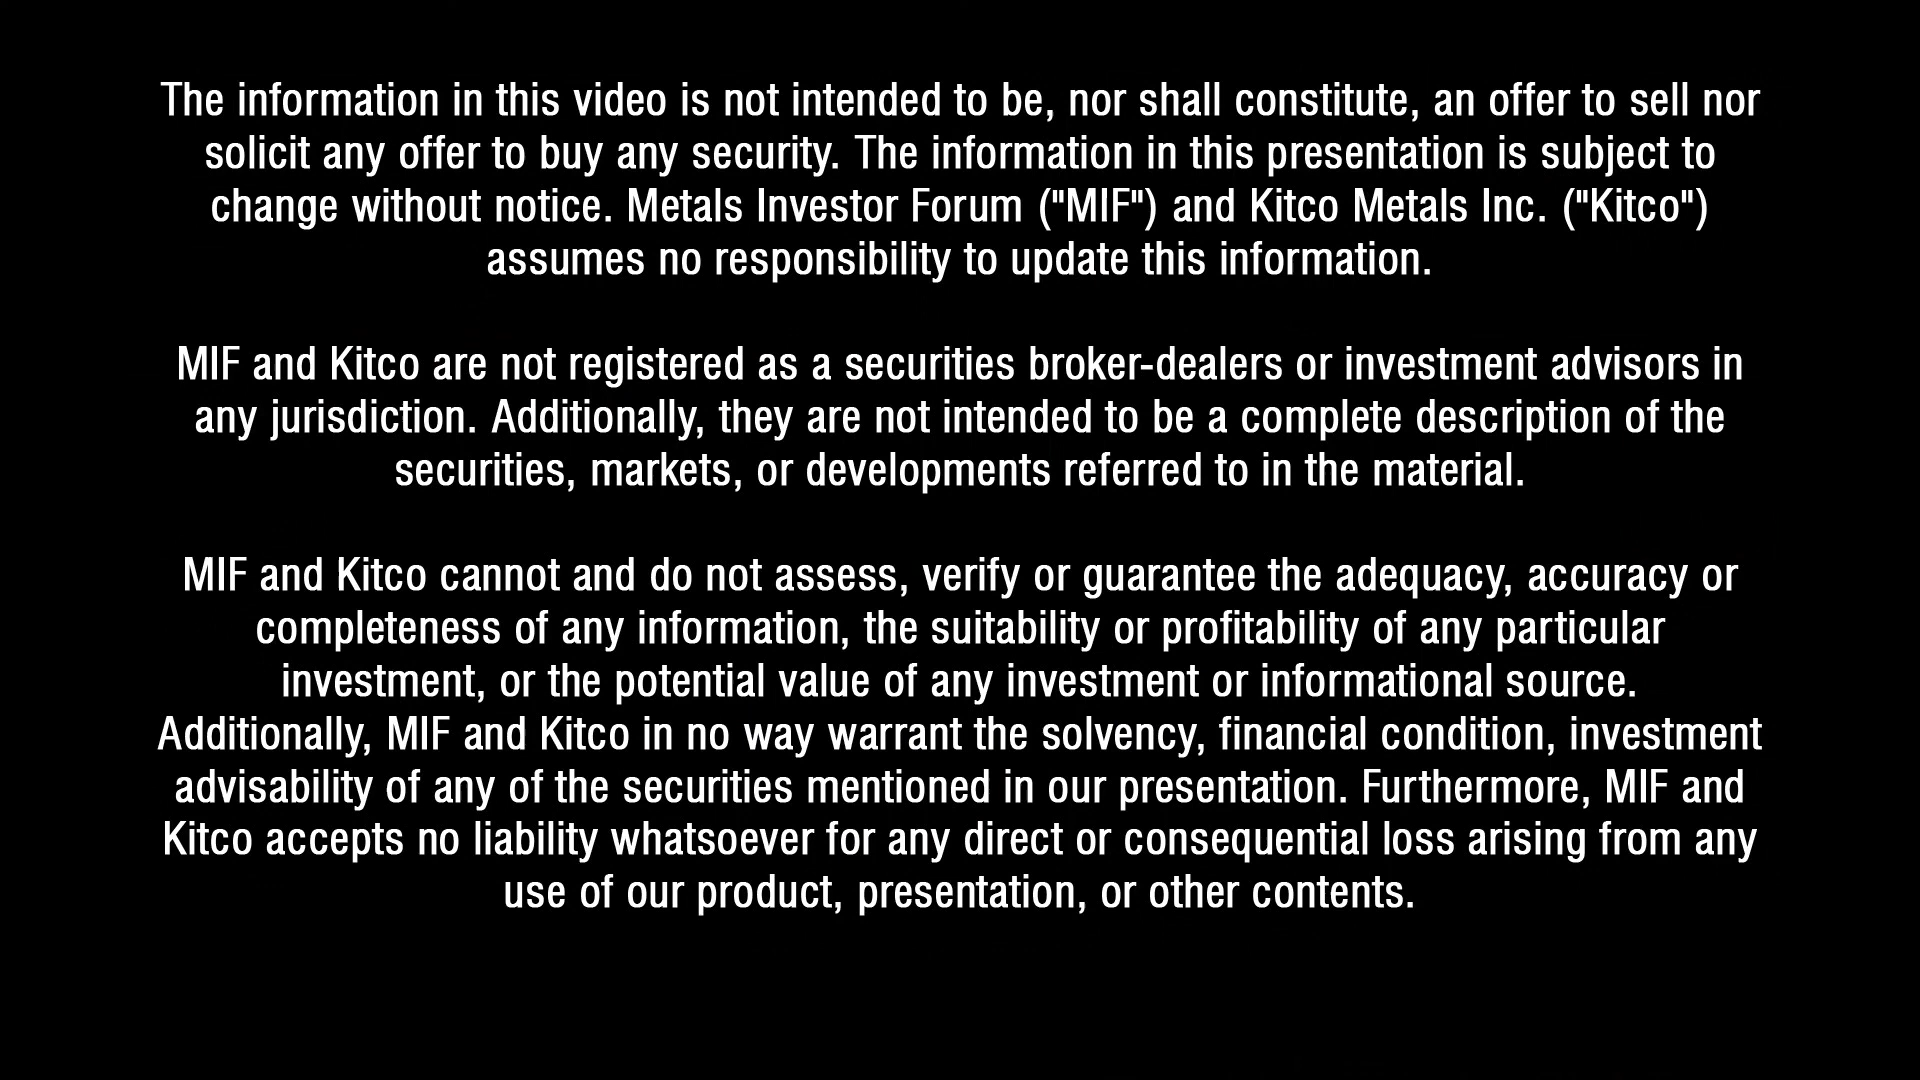 The information in this video is not intended to be, nor shall constitute, an offer to sell nor
solicit any offer to buy any security. The information in this presentation is subject to
change without notice. Metals Investor Forum ("MIF") and Kitco Metals Inc. ("Kitco")
assumes no responsibility to update this information.
MIF and Kitco are not registered as a securities broker-dealers or investment advisors in
any jurisdiction. Additionally, they are not intended to be a complete description of the
securities, markets, or developments referred to in the material.
MIF and Kitco cannot and do not assess, verify or guarantee the adequacy, accuracy or
completeness of any information, the suitability or profitability of any particular
investment, or the potential value of any investment or informational source.
Additionally, MIF and Kitco in no way warrant the solvency, financial condition, investment
advisability of any of the securities mentioned in our presentation. Furthermore, MIF and
Kitco accepts no liability whatsoever for any direct or consequential loss arising from any
use of our product, presentation, or other contents.